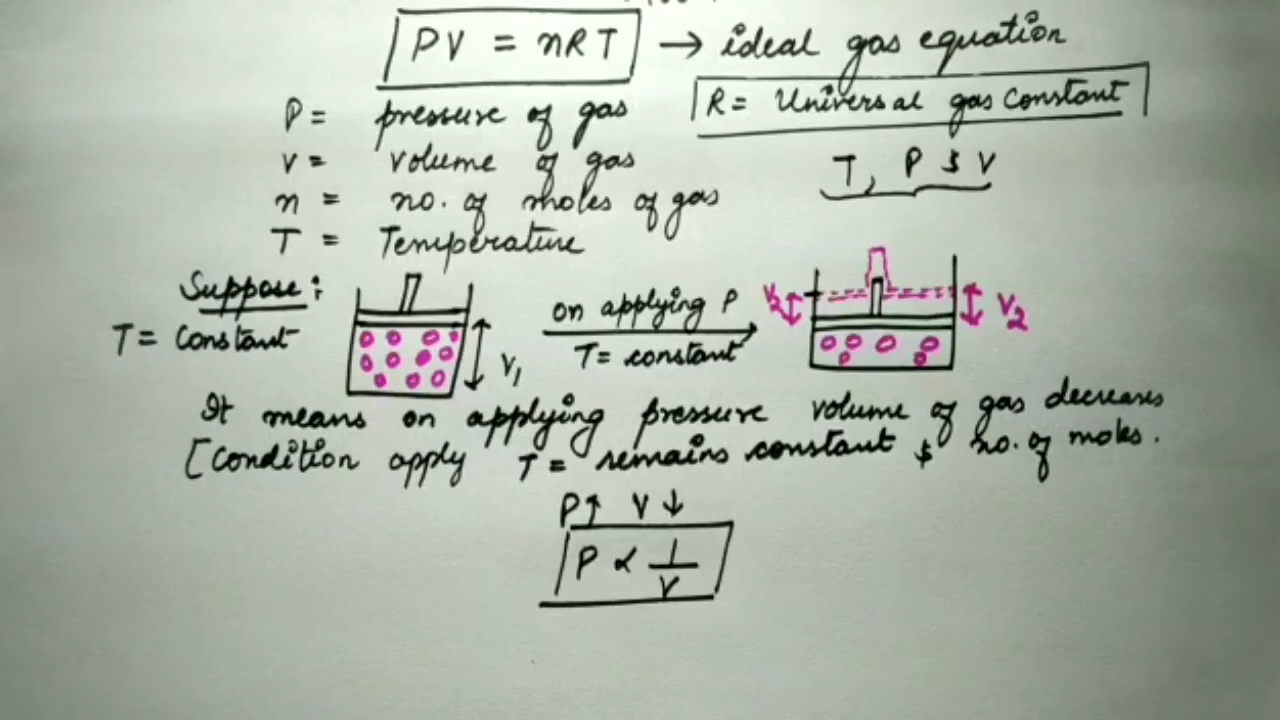 PV = nRT → ideal gas equation
R = Universal gas constant
P = pressure of gas
V = volume of gas
T, P & V
n = no. of moles of gas
T = Temperature
Suppose:
T = Constant
V₁
on applying P
T = constant
V₂
V₂
It means on applying pressure volume of gas decreases
[Condition apply T = remains constant & no. of moles.
P↑ V↓
P ∝ 1/V